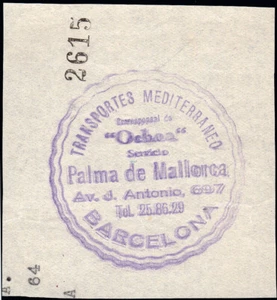 2615
TRANSPORTES MEDITERRANEO
Corresponsal de
"Ochoa"
Servicio
Palma de Mallorca
Av. J. Antonio, 697
Tel. 25.86.29
BARCELONA
A.
64
A